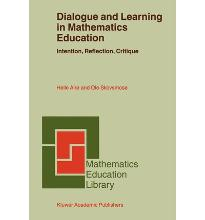 Dialogue and Learning
in Mathematics
Education
Intention, Reflection, Critique
Helle Alrø and Ole Skovsmose
Mathematics
Education
Library
Kluwer Academic Publishers